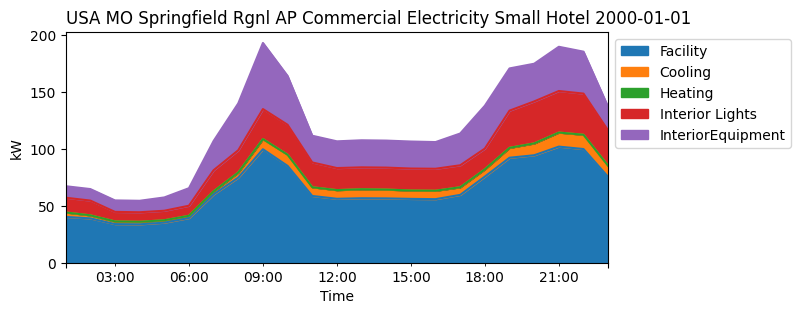 USA MO Springfield Rgnl AP Commercial Electricity Small Hotel 2000-01-01
200
150
100
50
0
kW
03:00 06:00 09:00 12:00 15:00 18:00 21:00
Time
Facility
Cooling
Heating
Interior Lights
InteriorEquipment